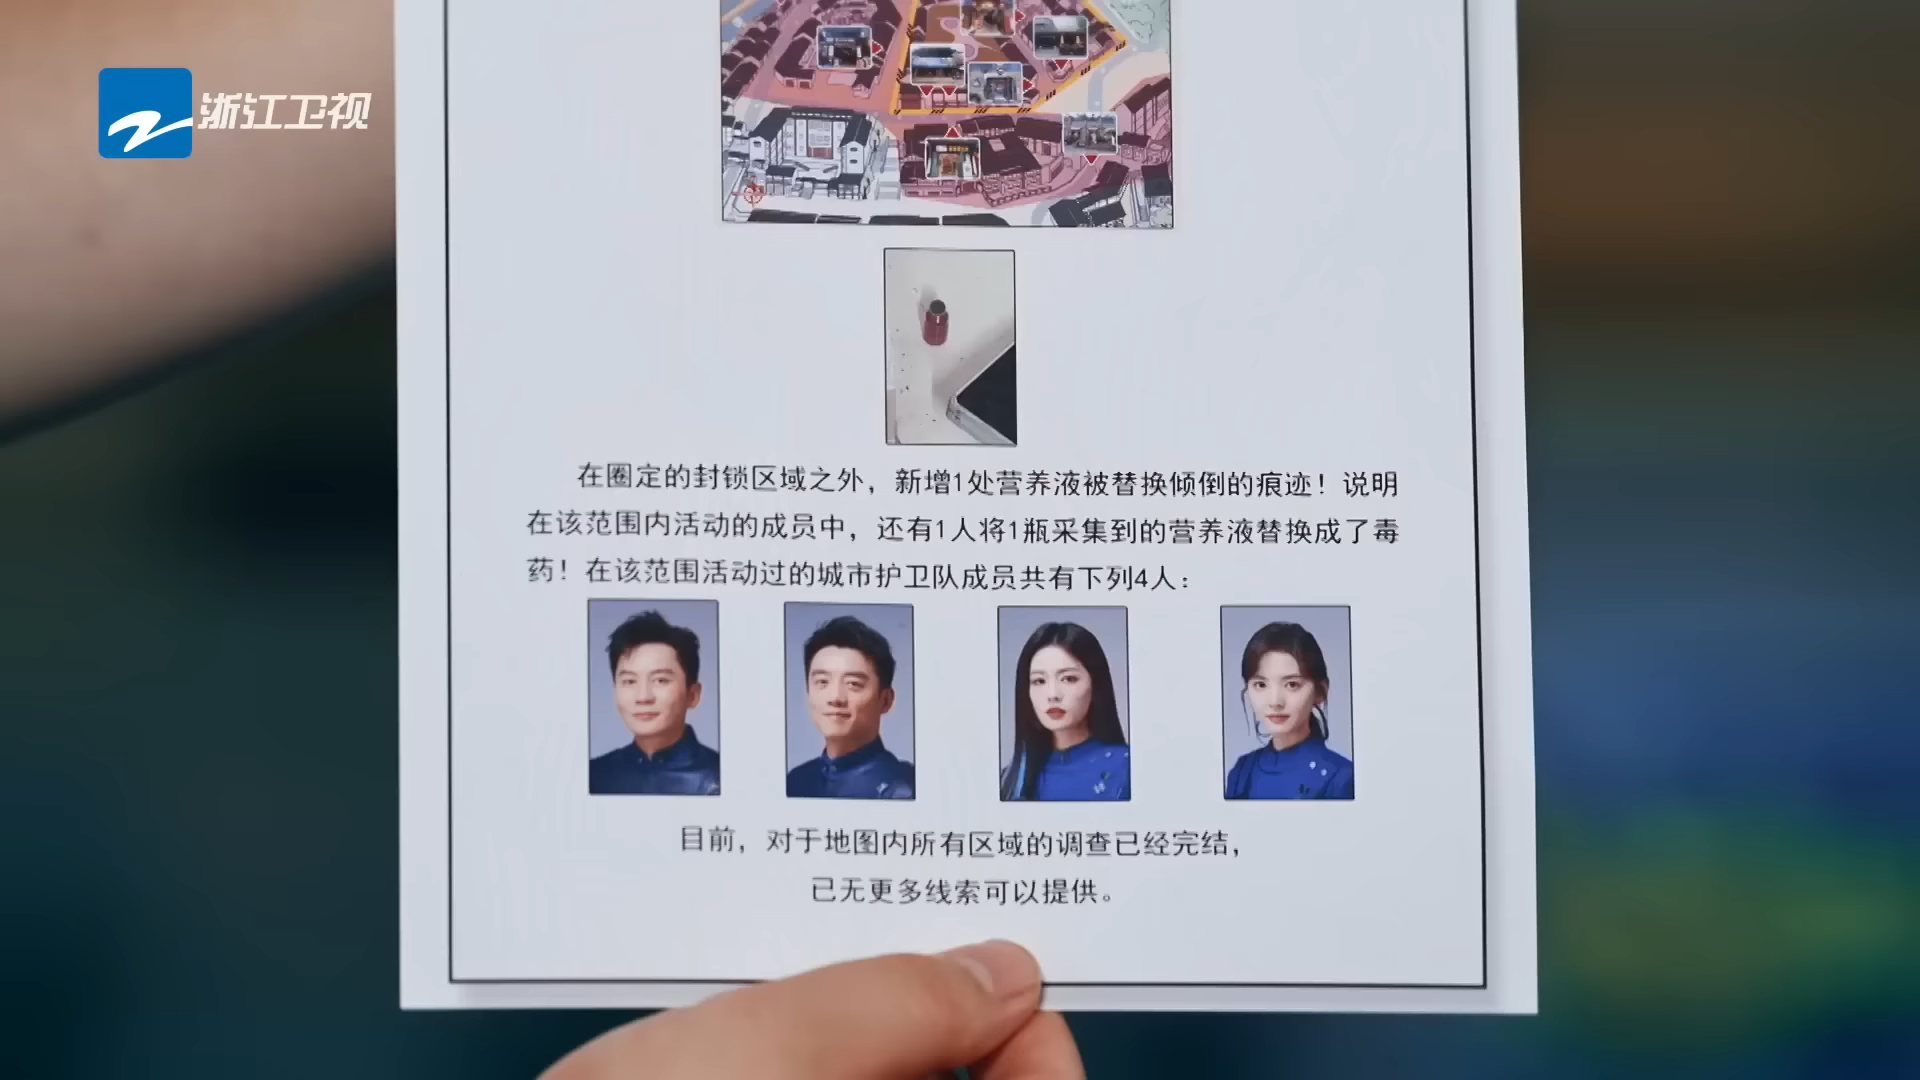 浙江卫视
在圈定的封锁区域之外，新增1处营养液被替换倾倒的痕迹！说明
在该范围内活动的成员中，还有1人将1瓶采集到的营养液替换成了毒
药！在该范围活动过的城市护卫队成员共有下列4人：
目前，对于地图内所有区域的调查已经完结，
已无更多线索可以提供。